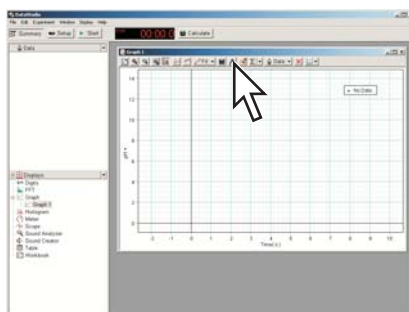 DataStudio
File Edit Experiment Window Display Help
Summary Setup Start 00:00.0 Calculate
Data
Graph 1
Fit Data
No Data
14
12
10
8
6
4
2
0
pH
-2 -1 0 1 2 3 4 5 6 7 8 9 10
Time( s )
Displays
Digits
FFT
Graph
Graph 1
Histogram
Meter
Scope
Sound Analyzer
Sound Creator
Table
Workbook